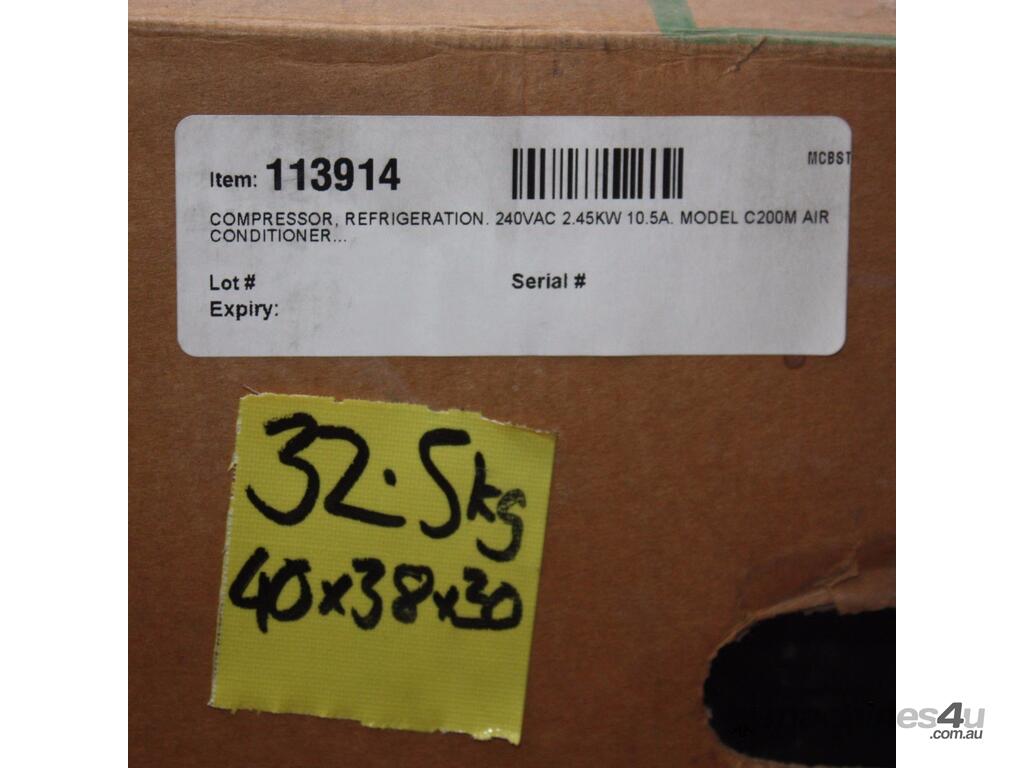 MCBST
Item: 113914
COMPRESSOR, REFRIGERATION. 240VAC 2.45KW 10.5A. MODEL C200M AIR
CONDITIONER...
Lot # Serial #
Expiry:
32.5kg
40x38x30
machines4u
.com.au